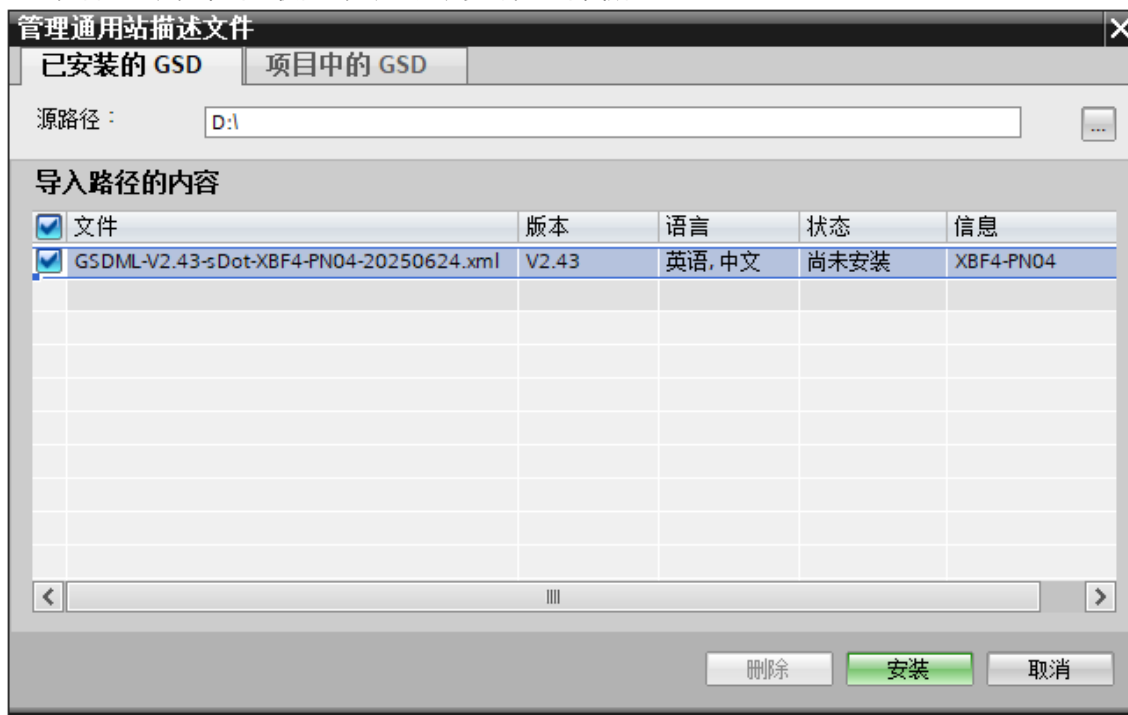 管理通用站描述文件
已安装的 GSD 项目中的 GSD
源路径： D:\ ...
导入路径的内容
文件 版本 语言 状态 信息
GSDML-V2.43-sDot-XBF4-PN04-20250624.xml V2.43 英语, 中文 尚未安装 XBF4-PN04
删除 安装 取消